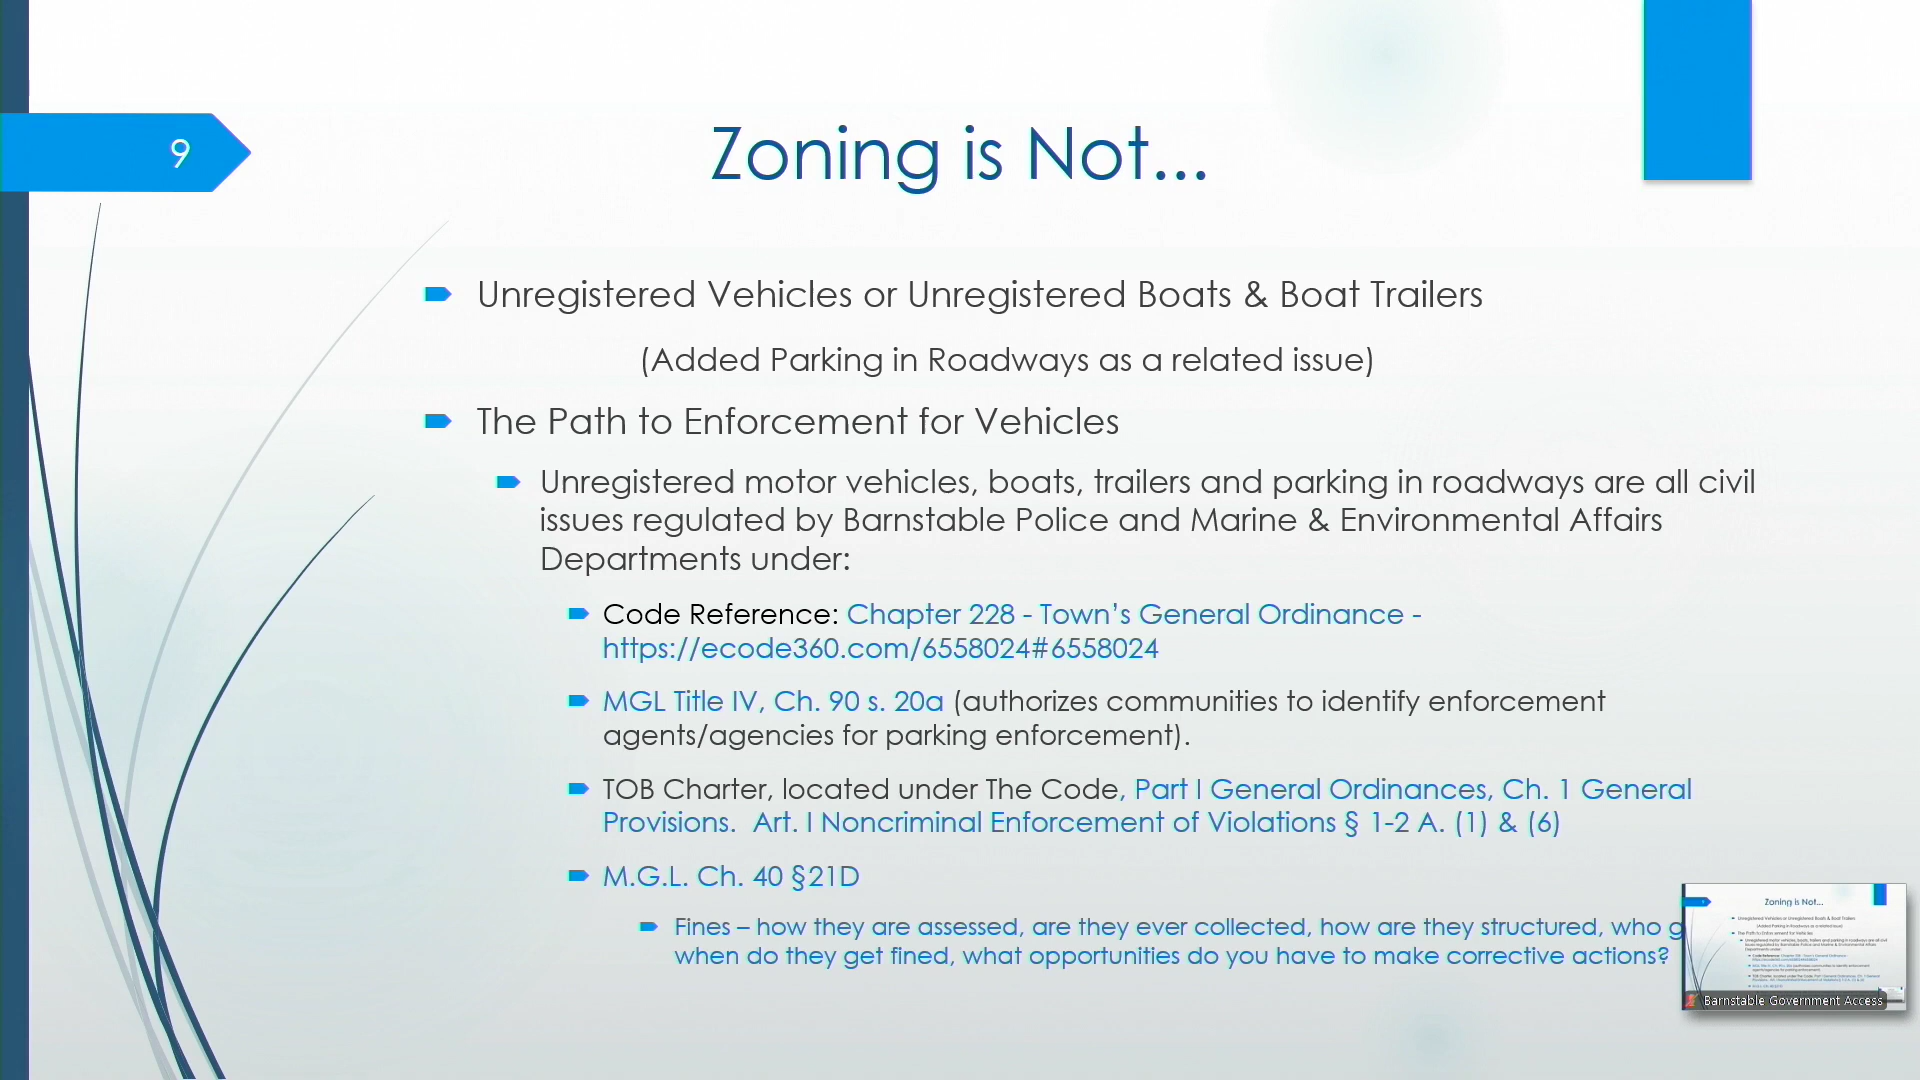 9
Zoning is Not...
Unregistered Vehicles or Unregistered Boats & Boat Trailers
(Added Parking in Roadways as a related issue)
The Path to Enforcement for Vehicles
Unregistered motor vehicles, boats, trailers and parking in roadways are all civil
issues regulated by Barnstable Police and Marine & Environmental Affairs
Departments under:
Code Reference: Chapter 228 - Town’s General Ordinance -
https://ecode360.com/6558024#6558024
MGL Title IV, Ch. 90 s. 20a (authorizes communities to identify enforcement
agents/agencies for parking enforcement).
TOB Charter, located under The Code, Part I General Ordinances, Ch. 1 General
Provisions.  Art. I Noncriminal Enforcement of Violations § 1-2 A. (1) & (6)
M.G.L. Ch. 40 §21D
Fines – how they are assessed, are they ever collected, how are they structured, who
when do they get fined, what opportunities do you have to make corrective actions?
Zoning is Not...
Barnstable Government Access